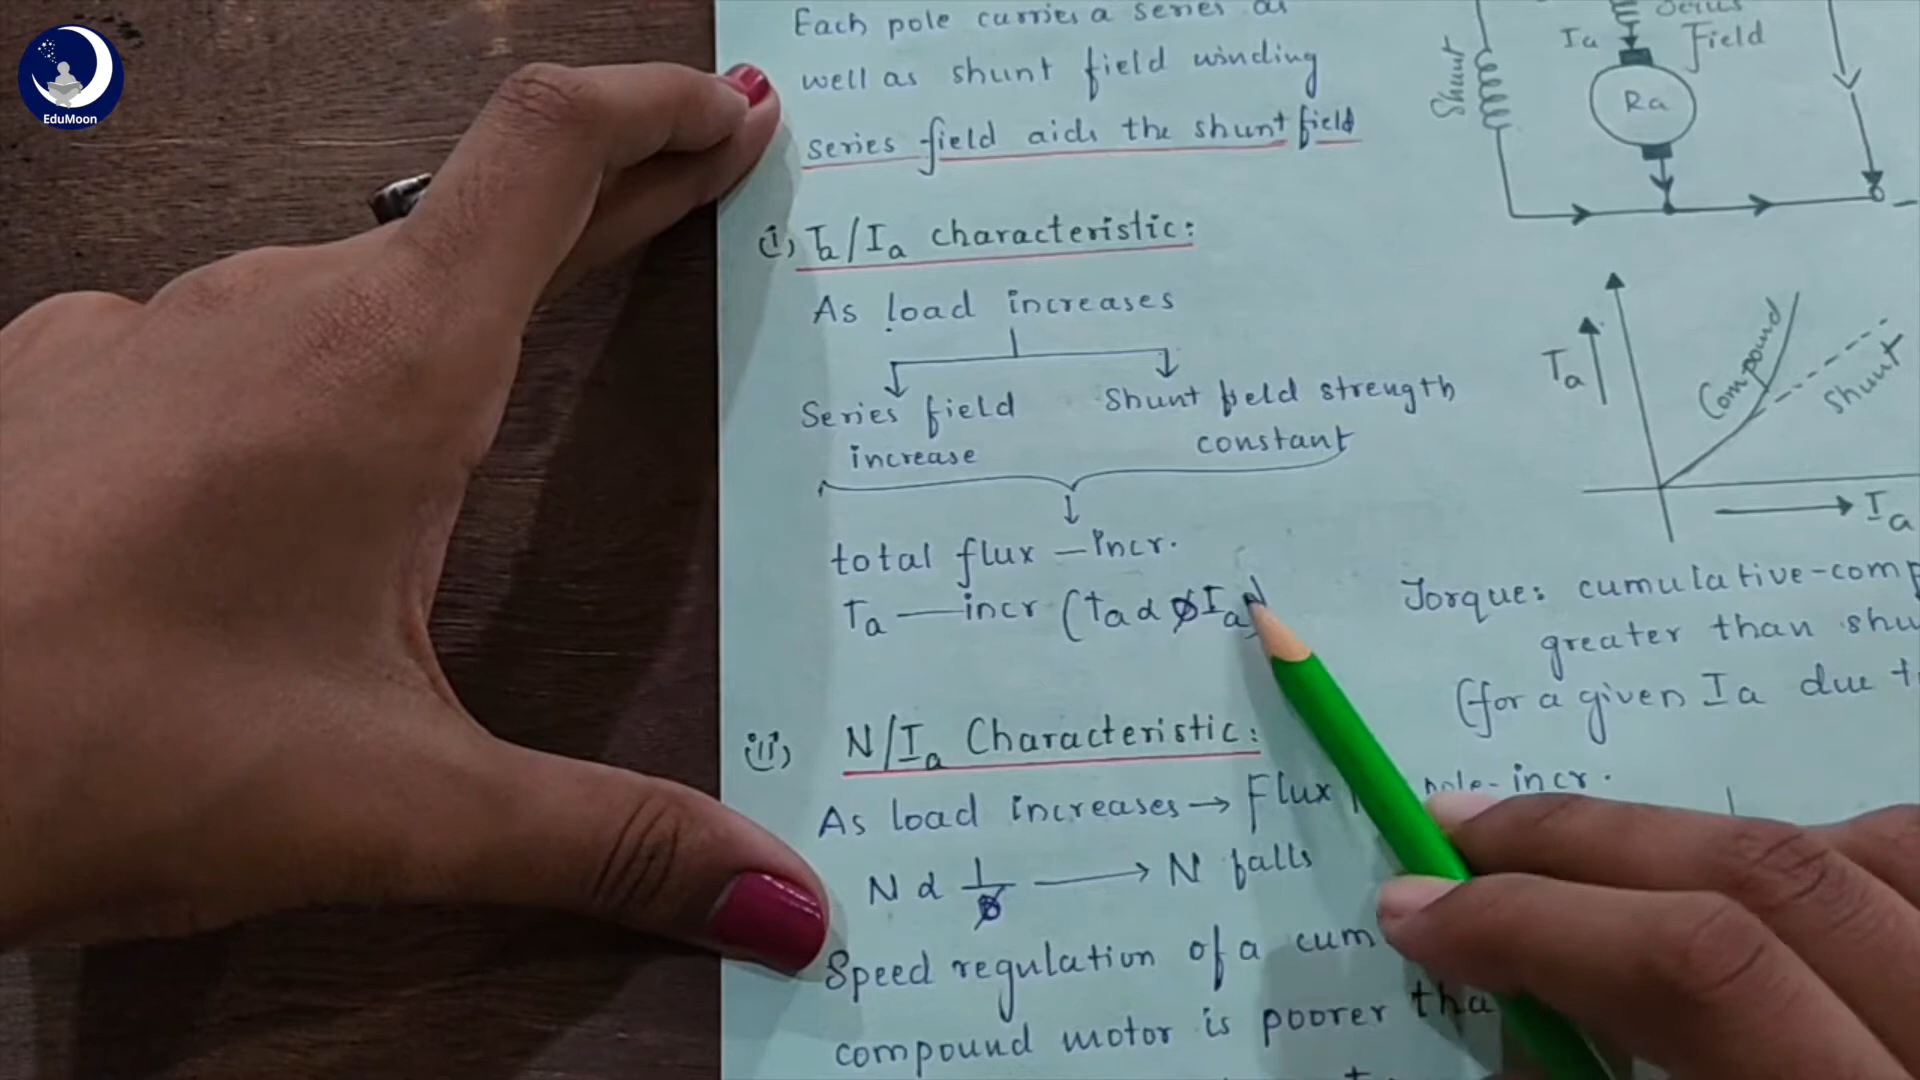 EduMoon
Each pole carries a series as
well as shunt field winding
series field aids the shunt field
(i) Ta/Ia characteristic:
As load increases
Series field
increase
Shunt field strength
constant
total flux — incr.
Ta — incr (Ta α ϕ Ia)
(ii) N/Ia Characteristic:
As load increases → Flux pole-incr.
N α 1/ϕ → N falls
Speed regulation of a cum
compound motor is poorer tha
Series
Ia Field
Shunt
Ra
Ta
Compound
Shunt
Ia
Torque: cumulative-comp
greater than shu
(for a given Ia due t